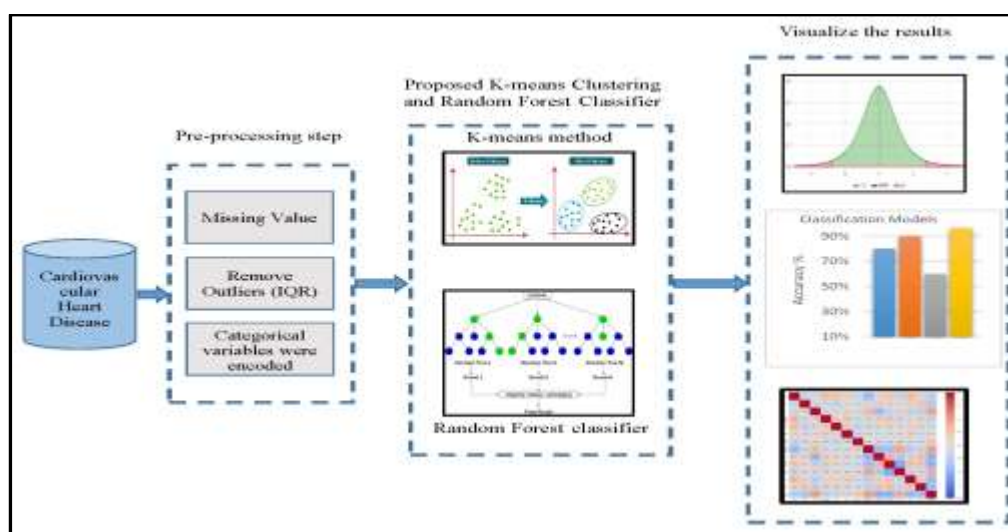 Visualize the results
Proposed K-means Clustering
and Random Forest Classifier
Pre-processing step
K-means method
Missing Value
Cardiovas
cular
Heart
Disease
Remove
Outliers (IQR)
Categorical
variables were
encoded
Random Forest classifier
Classification Models
Accuracy%
90%
70%
50%
30%
10%